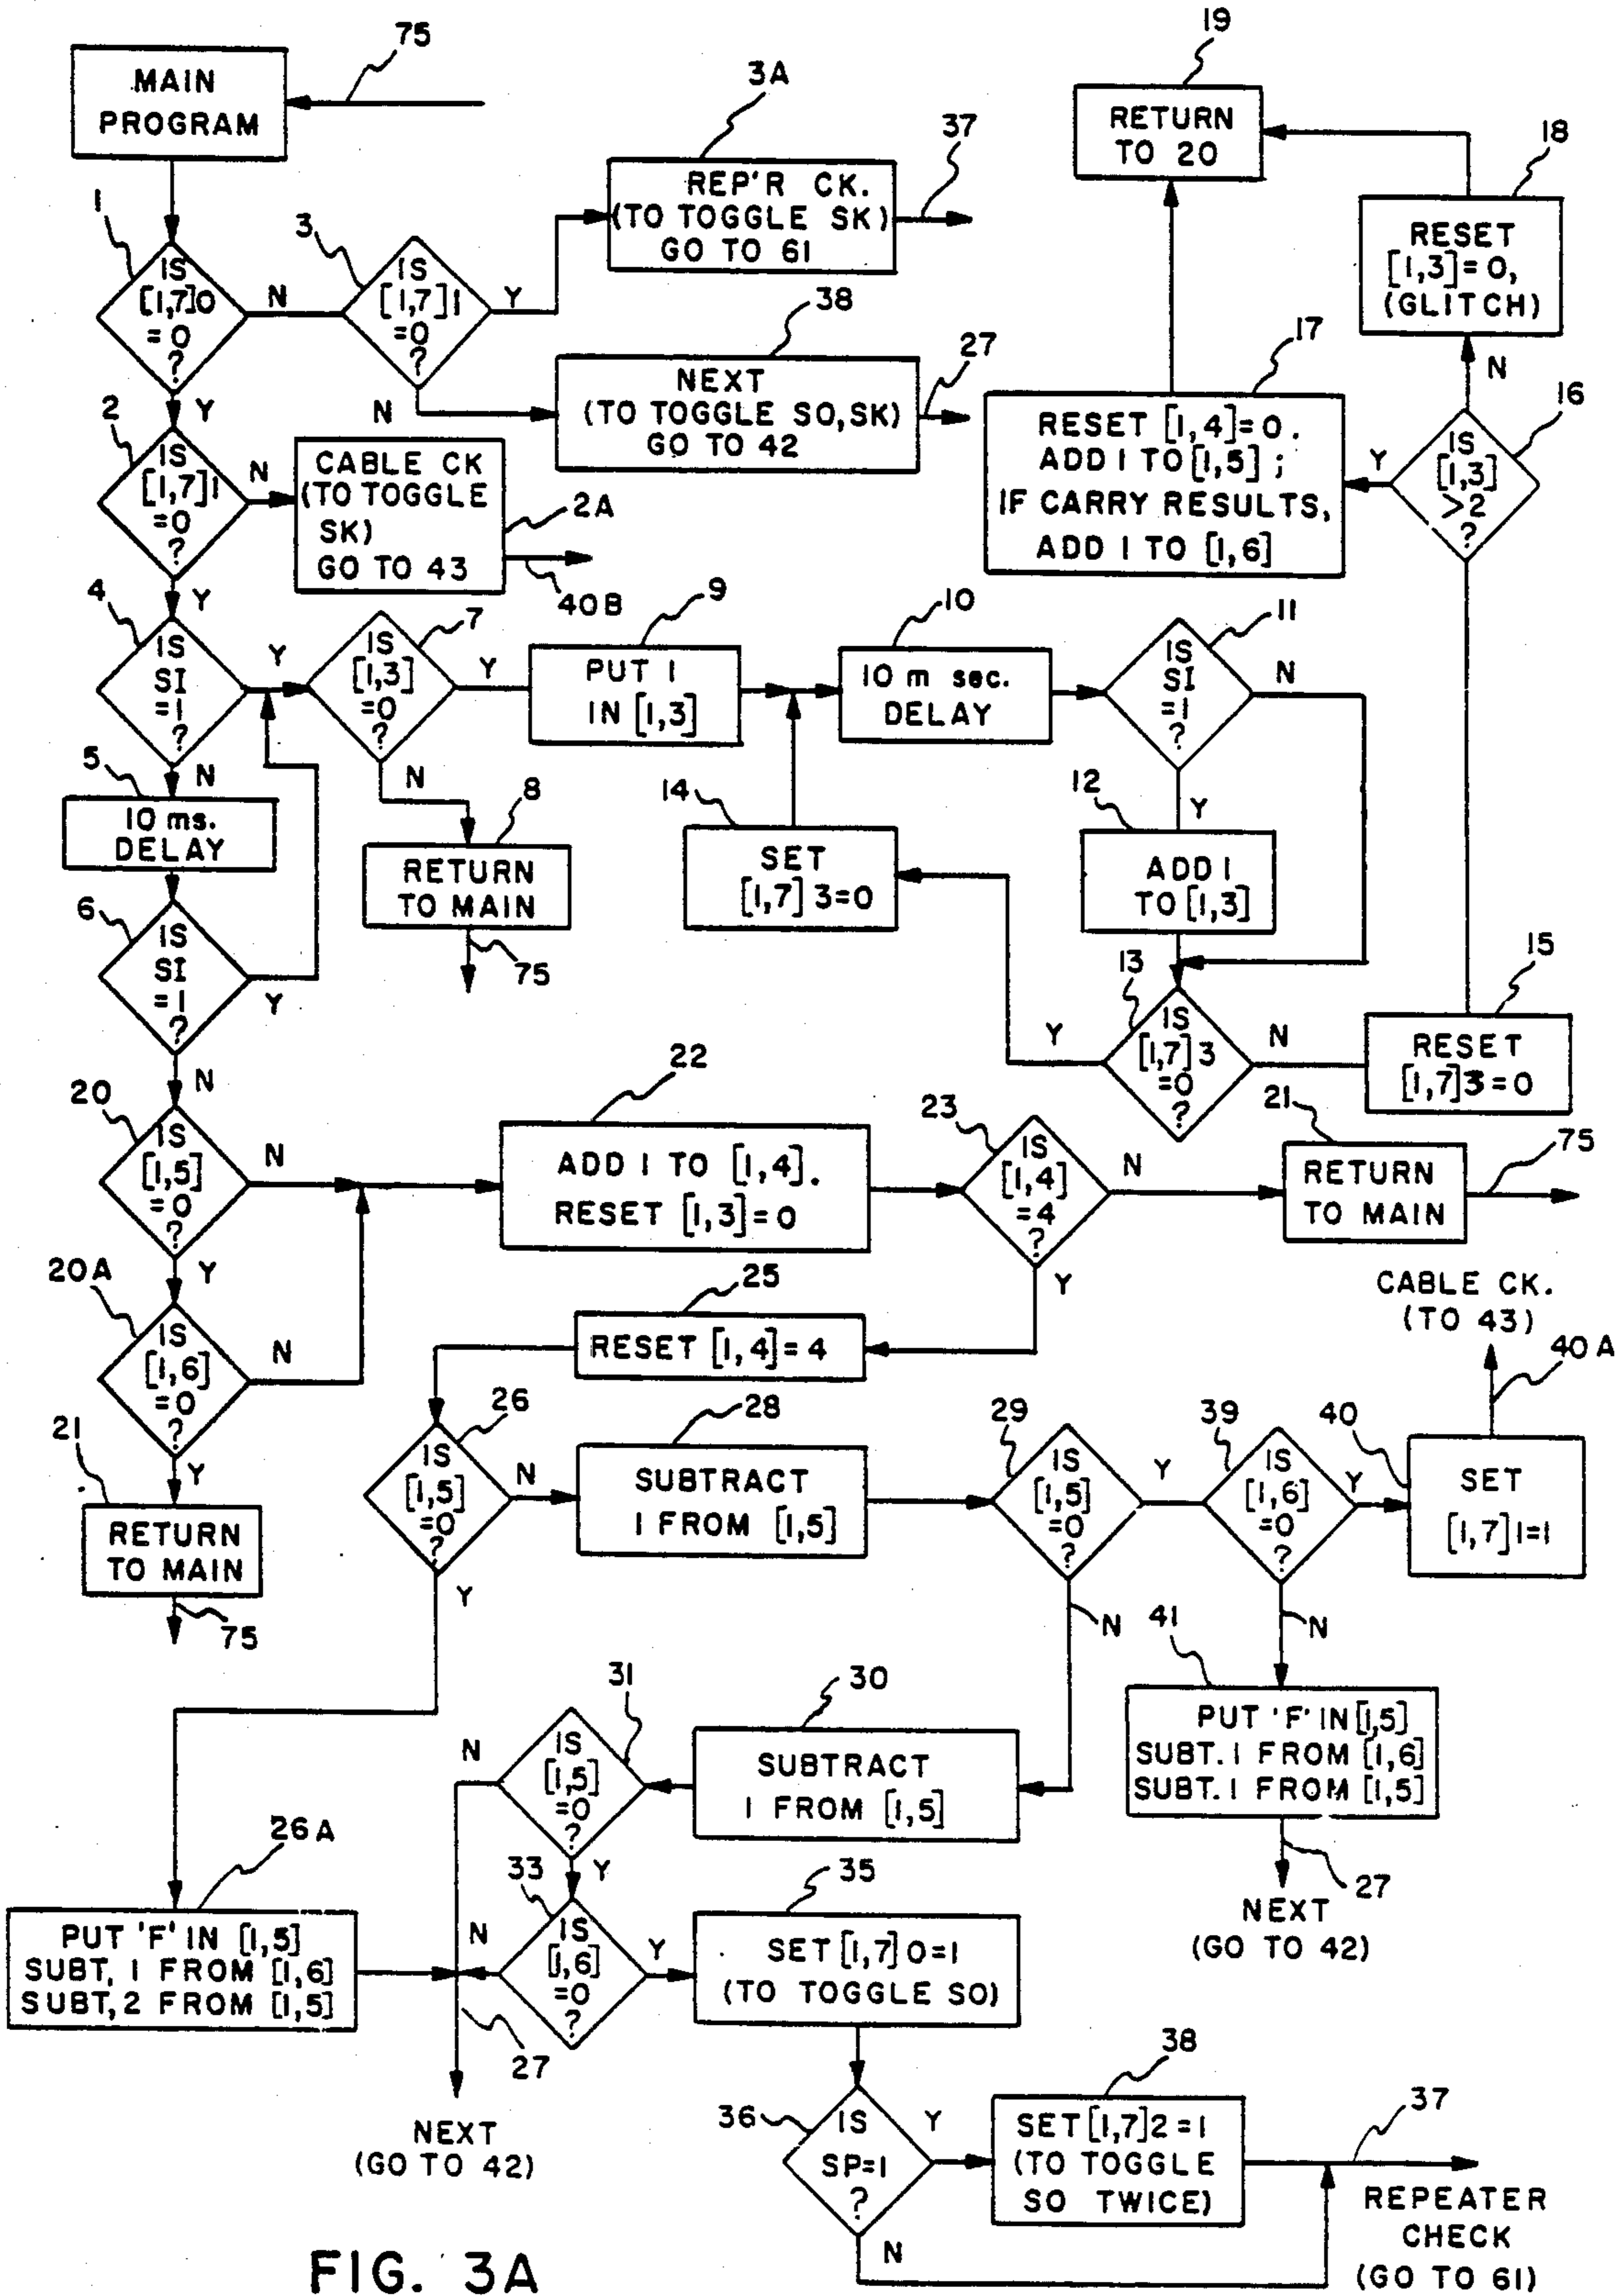 75
MAIN
PROGRAM
19
RETURN
TO 20
18
RESET
[1,3]=0,
(GLITCH)
3A
REP'R CK.
(TO TOGGLE SK)
GO TO 61
37
1
IS
[1,7]0
=0
?
N
Y
3
IS
[1,7]1
=0
?
Y
N
38
NEXT
(TO TOGGLE SO,SK)
GO TO 42
27
17
RESET [1,4]=0.
ADD 1 TO [1,5];
IF CARRY RESULTS,
ADD 1 TO [1,6]
N
16
IS
[1,3]
>2
?
Y
2
IS
[1,7]1
=0
?
N
Y
CABLE CK
(TO TOGGLE
SK)
GO TO 43
2A
40B
4
IS
SI
=1
?
Y
N
7
IS
[1,3]
=0
?
Y
N
9
PUT 1
IN [1,3]
10
10 m sec.
DELAY
11
IS
SI
=1
?
N
Y
5
10 ms.
DELAY
8
RETURN
TO MAIN
75
14
SET
[1,7] 3=0
12
ADD 1
TO [1,3]
6
IS
SI
=1
?
Y
N
13
IS
[1,7]3
=0
?
Y
N
15
RESET
[1,7]3=0
20
IS
[1,5]
=0
?
N
Y
22
ADD 1 TO [1,4].
RESET [1,3]=0
23
IS
[1,4]
=4
?
N
Y
21
RETURN
TO MAIN
75
20A
IS
[1,6]
=0
?
N
Y
25
RESET [1,4]=4
CABLE CK.
(TO 43)
40A
21
RETURN
TO MAIN
75
26
IS
[1,5]
=0
?
N
Y
28
SUBTRACT
1 FROM [1,5]
29
IS
[1,5]
=0
?
Y
N
39
IS
[1,6]
=0
?
Y
N
40
SET
[1,7]1=1
41
PUT 'F' IN [1,5]
SUBT. 1 FROM [1,6]
SUBT. 1 FROM [1,5]
27
NEXT
(GO TO 42)
31
IS
[1,5]
=0
?
N
Y
30
SUBTRACT
1 FROM [1,5]
26A
PUT 'F' IN [1,5]
SUBT, 1 FROM [1,6]
SUBT, 2 FROM [1,5]
33
IS
[1,6]
=0
?
N
Y
35
SET [1,7]0=1
(TO TOGGLE SO)
27
NEXT
(GO TO 42)
36
IS
SP=1
?
Y
N
38
SET [1,7]2=1
(TO TOGGLE
SO TWICE)
37
REPEATER
CHECK
(GO TO 61)
FIG. 3A